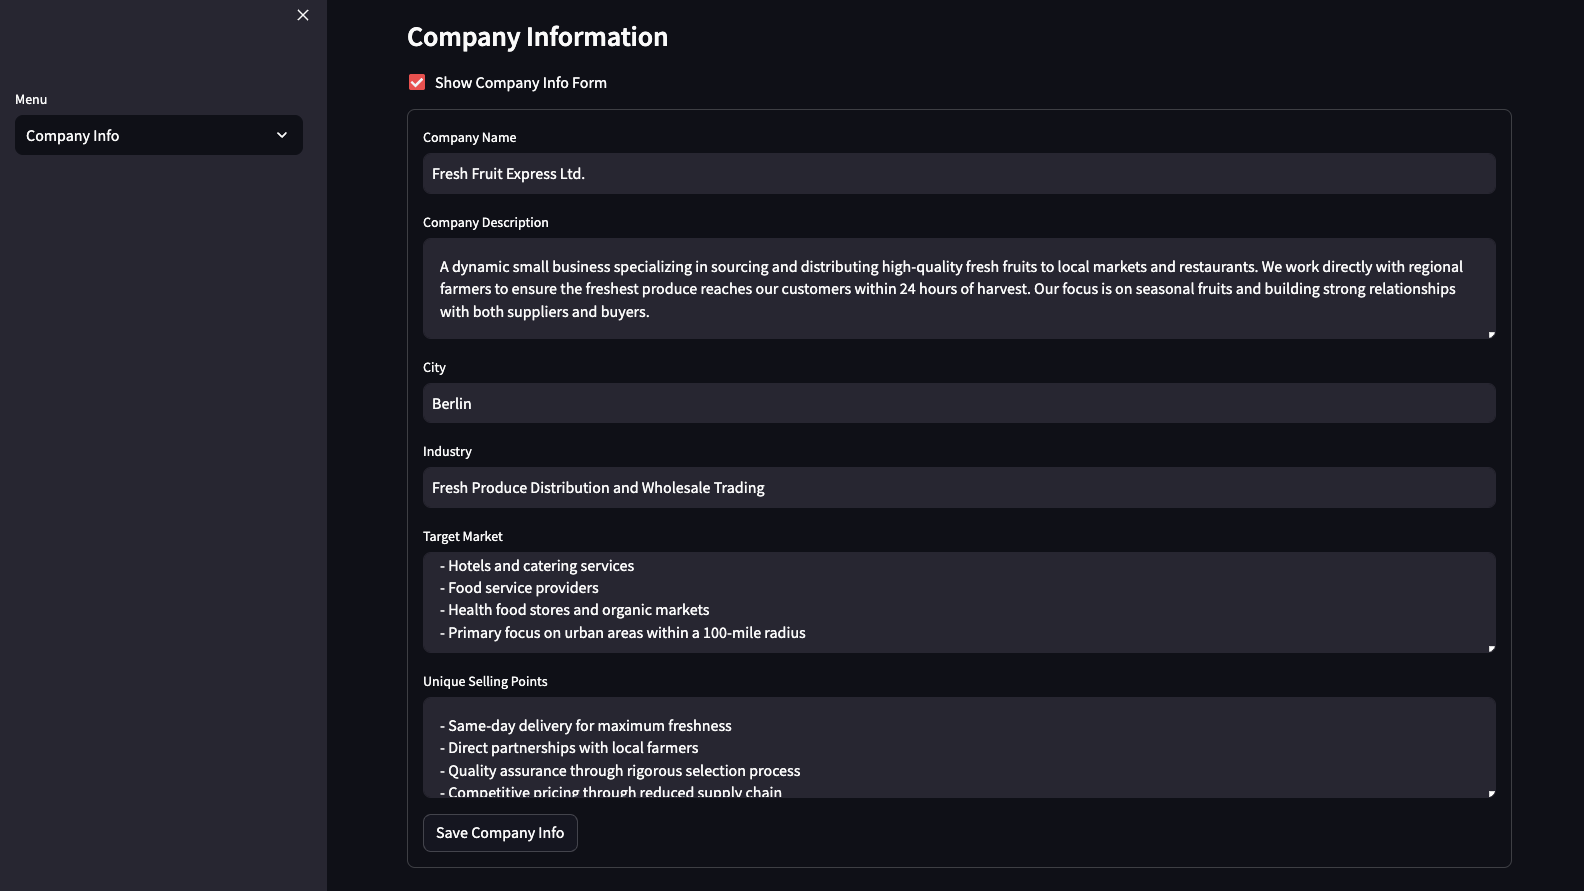 Menu
Company Info
Company Information
Show Company Info Form
Company Name
Fresh Fruit Express Ltd.
Company Description
A dynamic small business specializing in sourcing and distributing high-quality fresh fruits to local markets and restaurants. We work directly with regional
farmers to ensure the freshest produce reaches our customers within 24 hours of harvest. Our focus is on seasonal fruits and building strong relationships
with both suppliers and buyers.
City
Berlin
Industry
Fresh Produce Distribution and Wholesale Trading
Target Market
- Hotels and catering services
- Food service providers
- Health food stores and organic markets
- Primary focus on urban areas within a 100-mile radius
Unique Selling Points
- Same-day delivery for maximum freshness
- Direct partnerships with local farmers
- Quality assurance through rigorous selection process
- Competitive pricing through reduced supply chain
Save Company Info